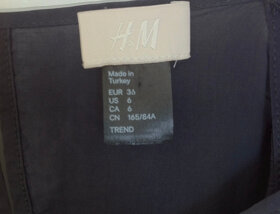 H&M
Made in
Turkey
EUR 36
US 6
CA 6
CN 165/84A
TREND